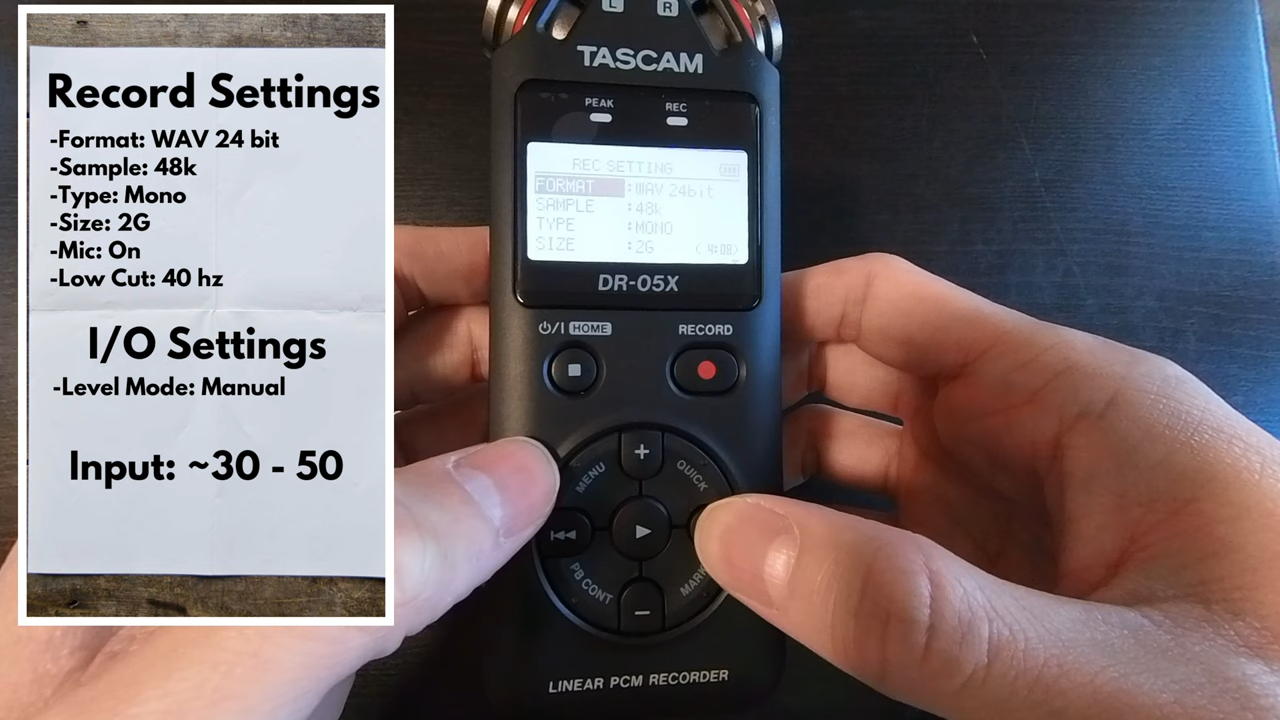 Record Settings
-Format: WAV 24 bit
-Sample: 48k
-Type: Mono
-Size: 2G
-Mic: On
-Low Cut: 40 hz
I/O Settings
-Level Mode: Manual
Input: ~30 - 50
L R
TASCAM
PEAK REC
REC SETTING
FORMAT :WAV 24bit
SAMPLE :48k
TYPE :MONO
SIZE :2G (4:08)
DR-05X
⏻/I HOME RECORD
+
MENU QUICK
PB CONT MARK
−
LINEAR PCM RECORDER